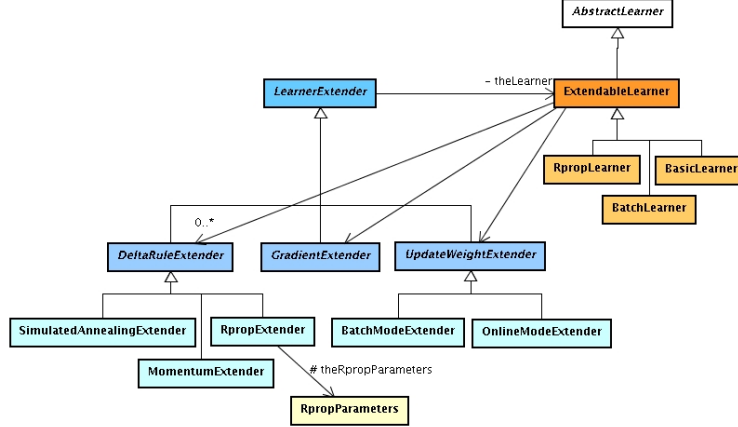 AbstractLearner
- theLearner
LearnerExtender
ExtendableLearner
RpropLearner
BasicLearner
BatchLearner
0..*
DeltaRuleExtender
GradientExtender
UpdateWeightExtender
SimulatedAnnealingExtender
RpropExtender
BatchModeExtender
OnlineModeExtender
MomentumExtender
# theRpropParameters
RpropParameters